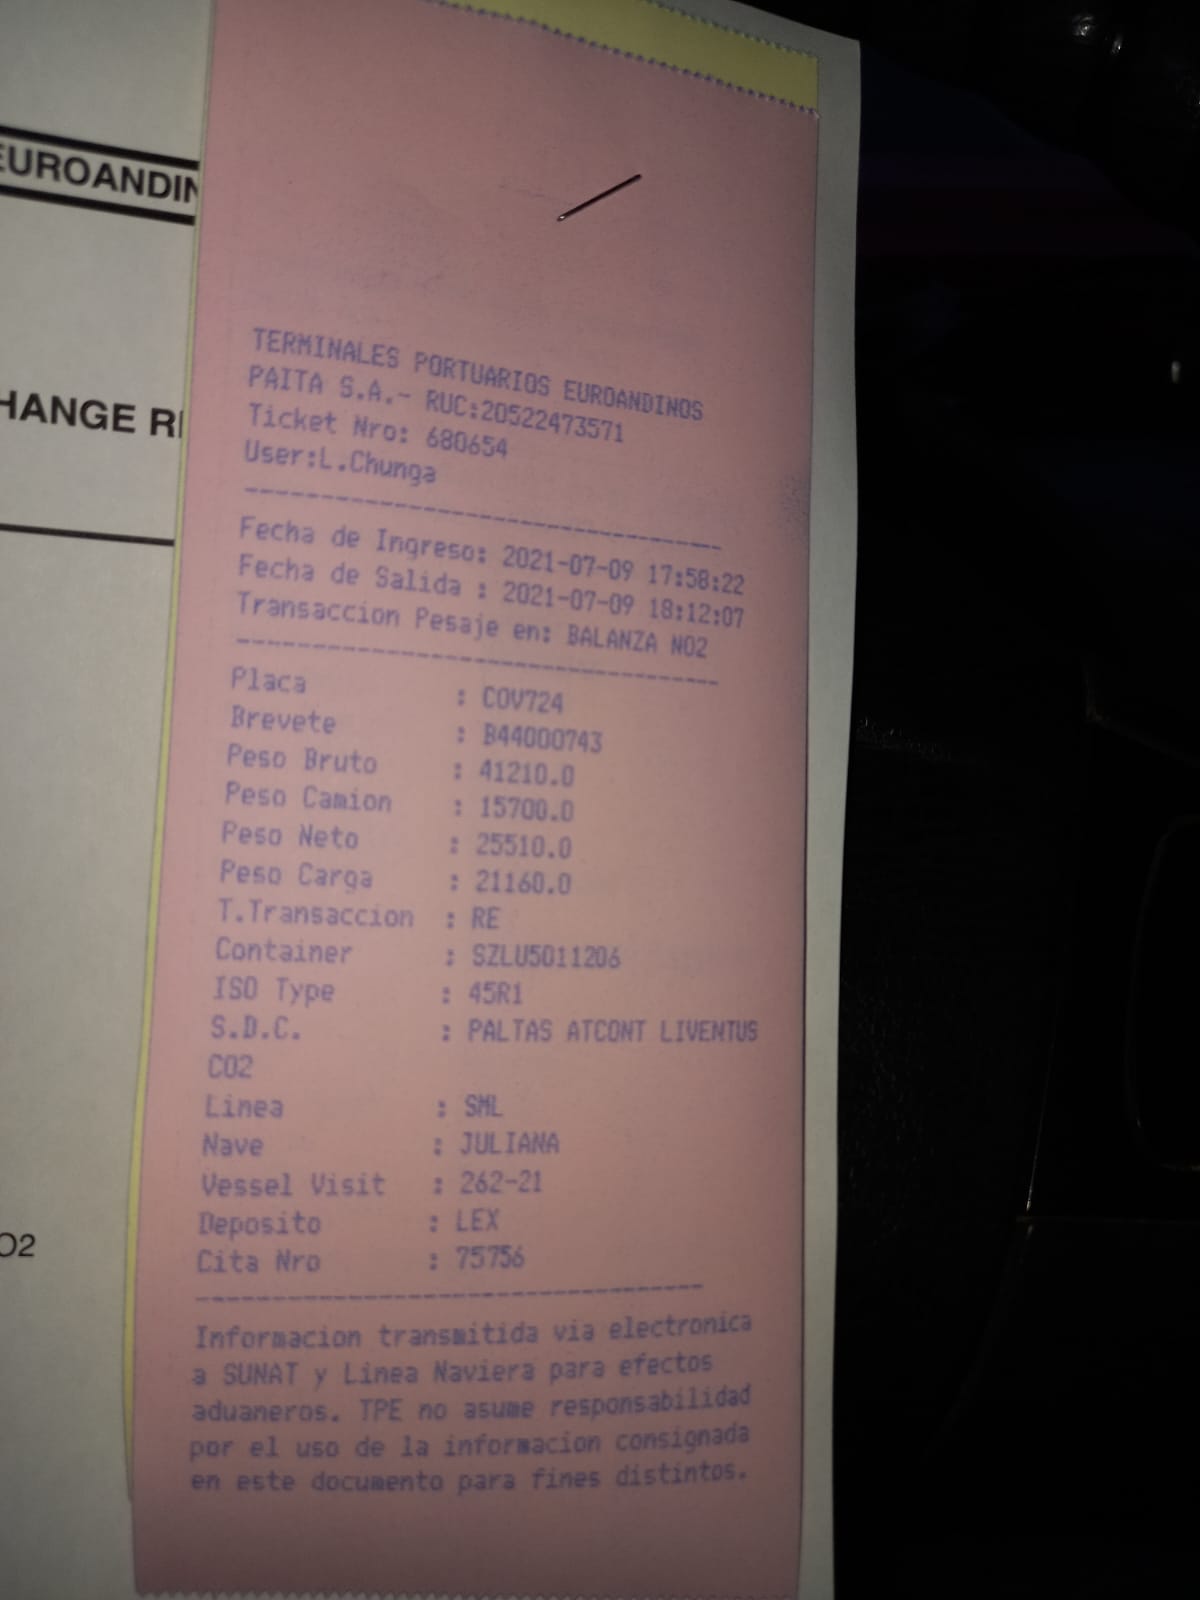 EUROANDIN
HANGE R
O2
TERMINALES PORTUARIOS EUROANDINOS
PAITA S.A.- RUC:20522473571
Ticket Nro: 680654
User:L.Chunga
--------------------------------
Fecha de Ingreso: 2021-07-09 17:58:22
Fecha de Salida : 2021-07-09 18:12:07
Transaccion Pesaje en: BALANZA NO2
--------------------------------
Placa : COV724
Brevete : B44000743
Peso Bruto : 41210.0
Peso Camion : 15700.0
Peso Neto : 25510.0
Peso Carga : 21160.0
T.Transaccion : RE
Container : SZLU5011206
ISO Type : 45R1
S.D.C. : PALTAS ATCONT LIVENTUS
CO2
Linea : SML
Nave : JULIANA
Vessel Visit : 262-21
Deposito : LEX
Cita Nro : 75756
--------------------------------
Informacion transmitida via electronica
a SUNAT y Linea Naviera para efectos
aduaneros. TPE no asume responsabilidad
por el uso de la informacion consignada
en este documento para fines distintos.